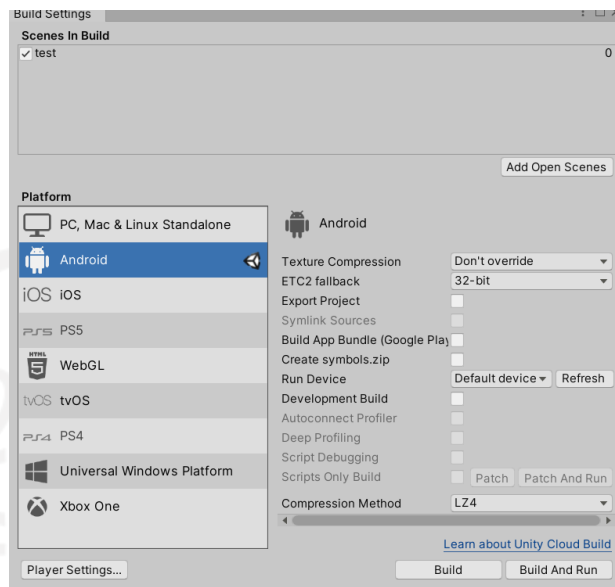 Build Settings
Scenes In Build
test 0
Add Open Scenes
Platform
PC, Mac & Linux Standalone
Android
iOS iOS
PS5 PS5
HTML 5 WebGL
tvOS tvOS
PS4 PS4
Universal Windows Platform
Xbox One
Android
Texture Compression Don't override
ETC2 fallback 32-bit
Export Project
Symlink Sources
Build App Bundle (Google Play
Create symbols.zip
Run Device Default device Refresh
Development Build
Autoconnect Profiler
Deep Profiling
Script Debugging
Scripts Only Build Patch Patch And Run
Compression Method LZ4
Learn about Unity Cloud Build
Player Settings... Build Build And Run